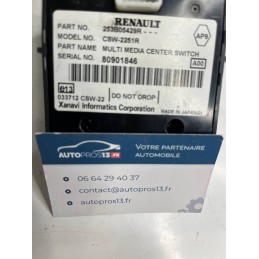 RENAULT
PART NO. 253B05429R
MODEL NO. CSW-2251R
PART NAME MULTI MEDIA CENTER SWITCH
SERIAL NO. 80901846
AP9
A00
G13
033712 CSW-22
DO NOT DROP
Xanavi Informatics Corporation
MADE IN JAPAN
AUTOPROS13.FR
VOTRE PARTENAIRE
AUTOMOBILE
06 64 29 40 37
contact@autopros13.fr
autopros13.fr